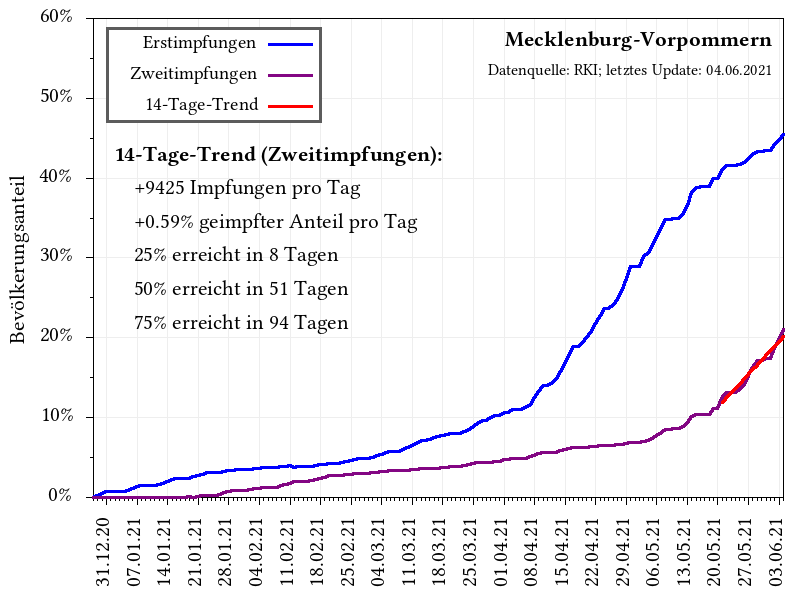 60%
50%
40%
30%
20%
10%
0%
Bevölkerungsanteil
Erstimpfungen
Zweitimpfungen
14-Tage-Trend
Mecklenburg-Vorpommern
Datenquelle: RKI; letztes Update: 04.06.2021
14-Tage-Trend (Zweitimpfungen):
+9425 Impfungen pro Tag
+0.59% geimpfter Anteil pro Tag
25% erreicht in 8 Tagen
50% erreicht in 51 Tagen
75% erreicht in 94 Tagen
31.12.20
07.01.21
14.01.21
21.01.21
28.01.21
04.02.21
11.02.21
18.02.21
25.02.21
04.03.21
11.03.21
18.03.21
25.03.21
01.04.21
08.04.21
15.04.21
22.04.21
29.04.21
06.05.21
13.05.21
20.05.21
27.05.21
03.06.21